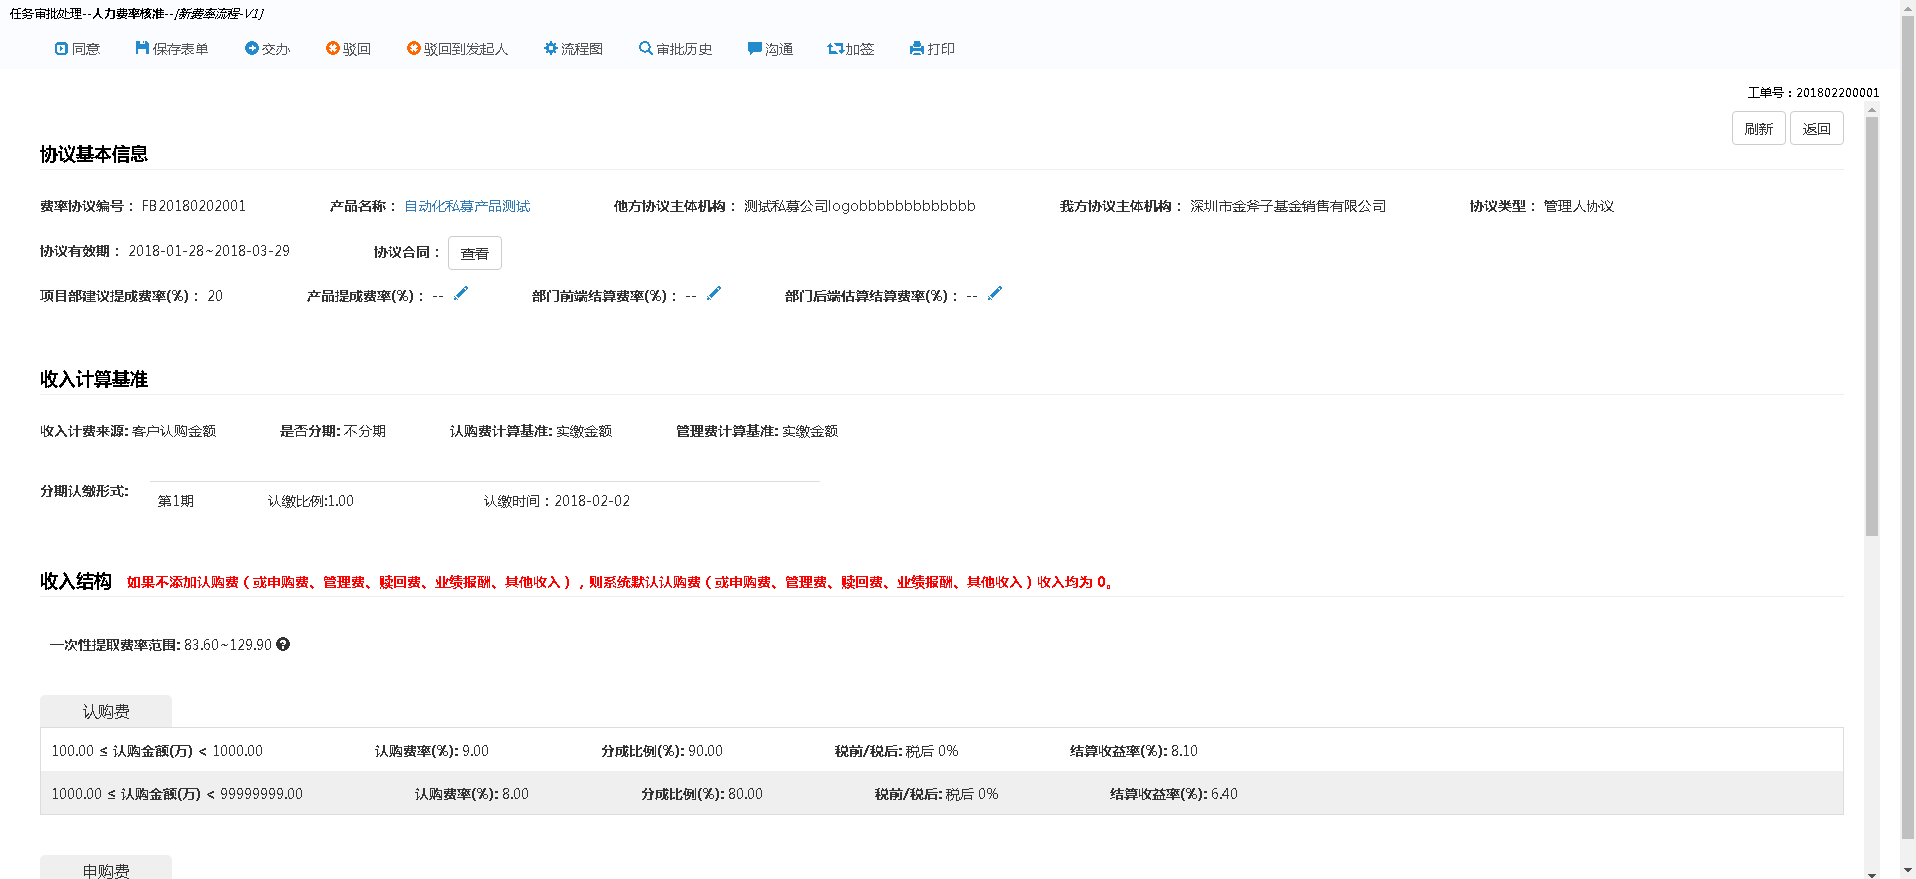 任务审批处理--人力费率核准--[新费率流程-V1]
同意 保存表单 交办 驳回 驳回到发起人 流程图 审批历史 沟通 加签 打印
工单号：201802200001
刷新 返回
协议基本信息
费率协议编号： FB20180202001 产品名称： 自动化私募产品测试 他方协议主体机构： 测试私募公司logobbbbbbbbbbbbb 我方协议主体机构： 深圳市金斧子基金销售有限公司 协议类型： 管理人协议
协议有效期： 2018-01-28~2018-03-29 协议合同： 查看
项目部建议提成费率(%)： 20 产品提成费率(%)： -- 部门前端结算费率(%)： -- 部门后端估算结算费率(%)： --
收入计算基准
收入计费来源: 客户认购金额 是否分期: 不分期 认购费计算基准: 实缴金额 管理费计算基准: 实缴金额
分期认缴形式: 第1期 认缴比例:1.00 认缴时间：2018-02-02
收入结构 如果不添加认购费（或申购费、管理费、赎回费、业绩报酬、其他收入），则系统默认认购费（或申购费、管理费、赎回费、业绩报酬、其他收入）收入均为 0。
一次性提取费率范围: 83.60~129.90
认购费
100.00 ≤ 认购金额(万) < 1000.00 认购费率(%): 9.00 分成比例(%): 90.00 税前/税后: 税后 0% 结算收益率(%): 8.10
1000.00 ≤ 认购金额(万) < 99999999.00 认购费率(%): 8.00 分成比例(%): 80.00 税前/税后: 税后 0% 结算收益率(%): 6.40
申购费